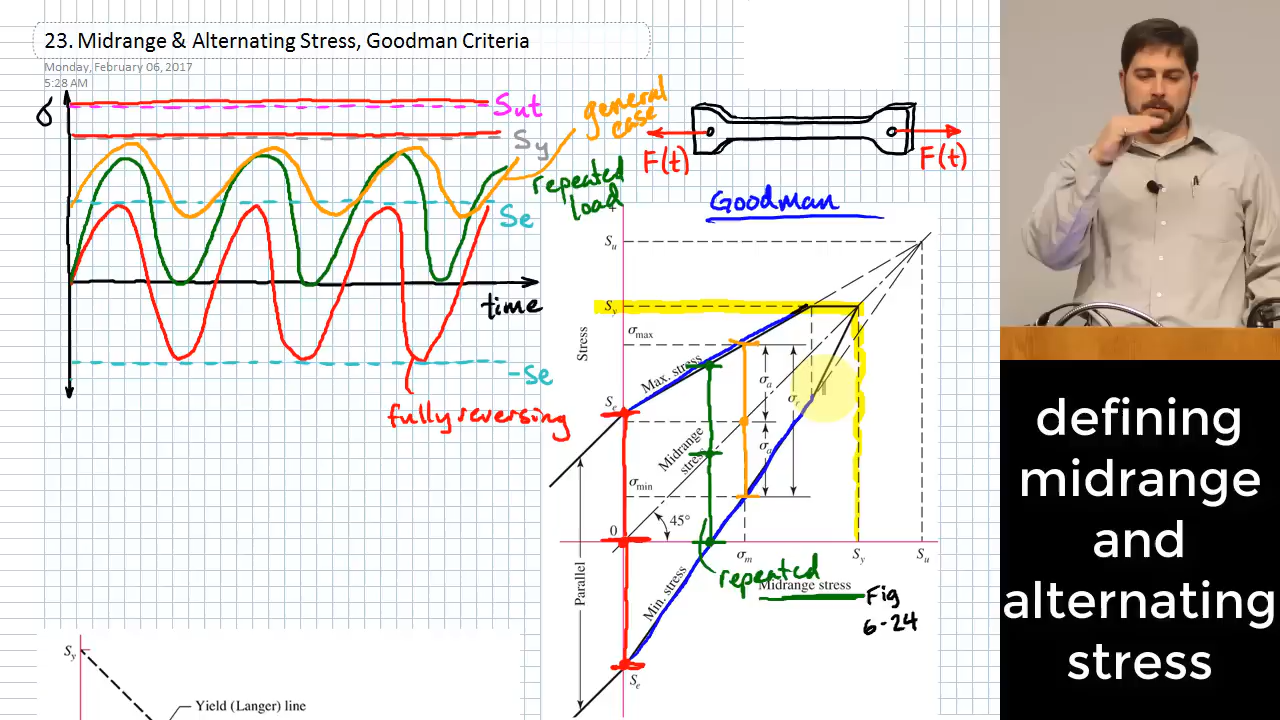 23. Midrange & Alternating Stress, Goodman Criteria
Monday, February 06, 2017
5:28 AM
σ
Sut
Sy
general
case
repeated
load
Se
time
-Se
fully reversing
F(t)
F(t)
Goodman
Su
Sy
σmax
Stress
Max. stress
σa
σr
Se
Midrange
stress
σa
σmin
45°
0
σm
Sy
Su
repeated
Midrange stress
Parallel
Min. stress
Fig
6-24
Se
Sy
Yield (Langer) line
defining
midrange
and
alternating
stress